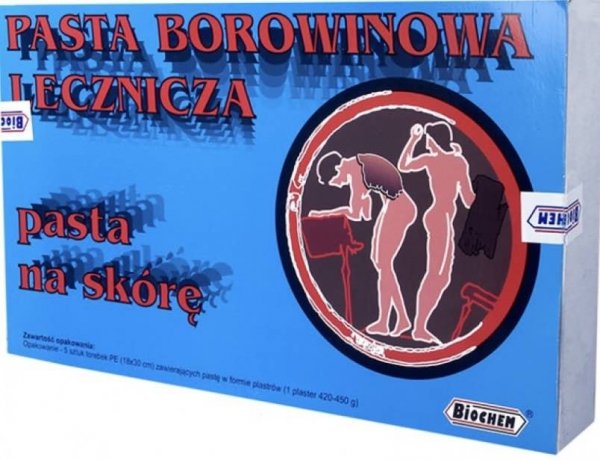 PASTA BOROWINOWA
LECZNICZA
BIOCHEM
pasta
na skórę
Zawartość opakowania:
Opakowanie - 5 sztuk torebek PE (18x30 cm) zawierających pastę w formie plastrów (1 plaster 420-450 g)
BIOCHEM ®